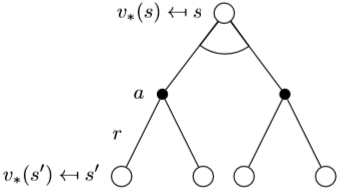 v_*(s) ↤ s
a
r
v_*(s') ↤ s'